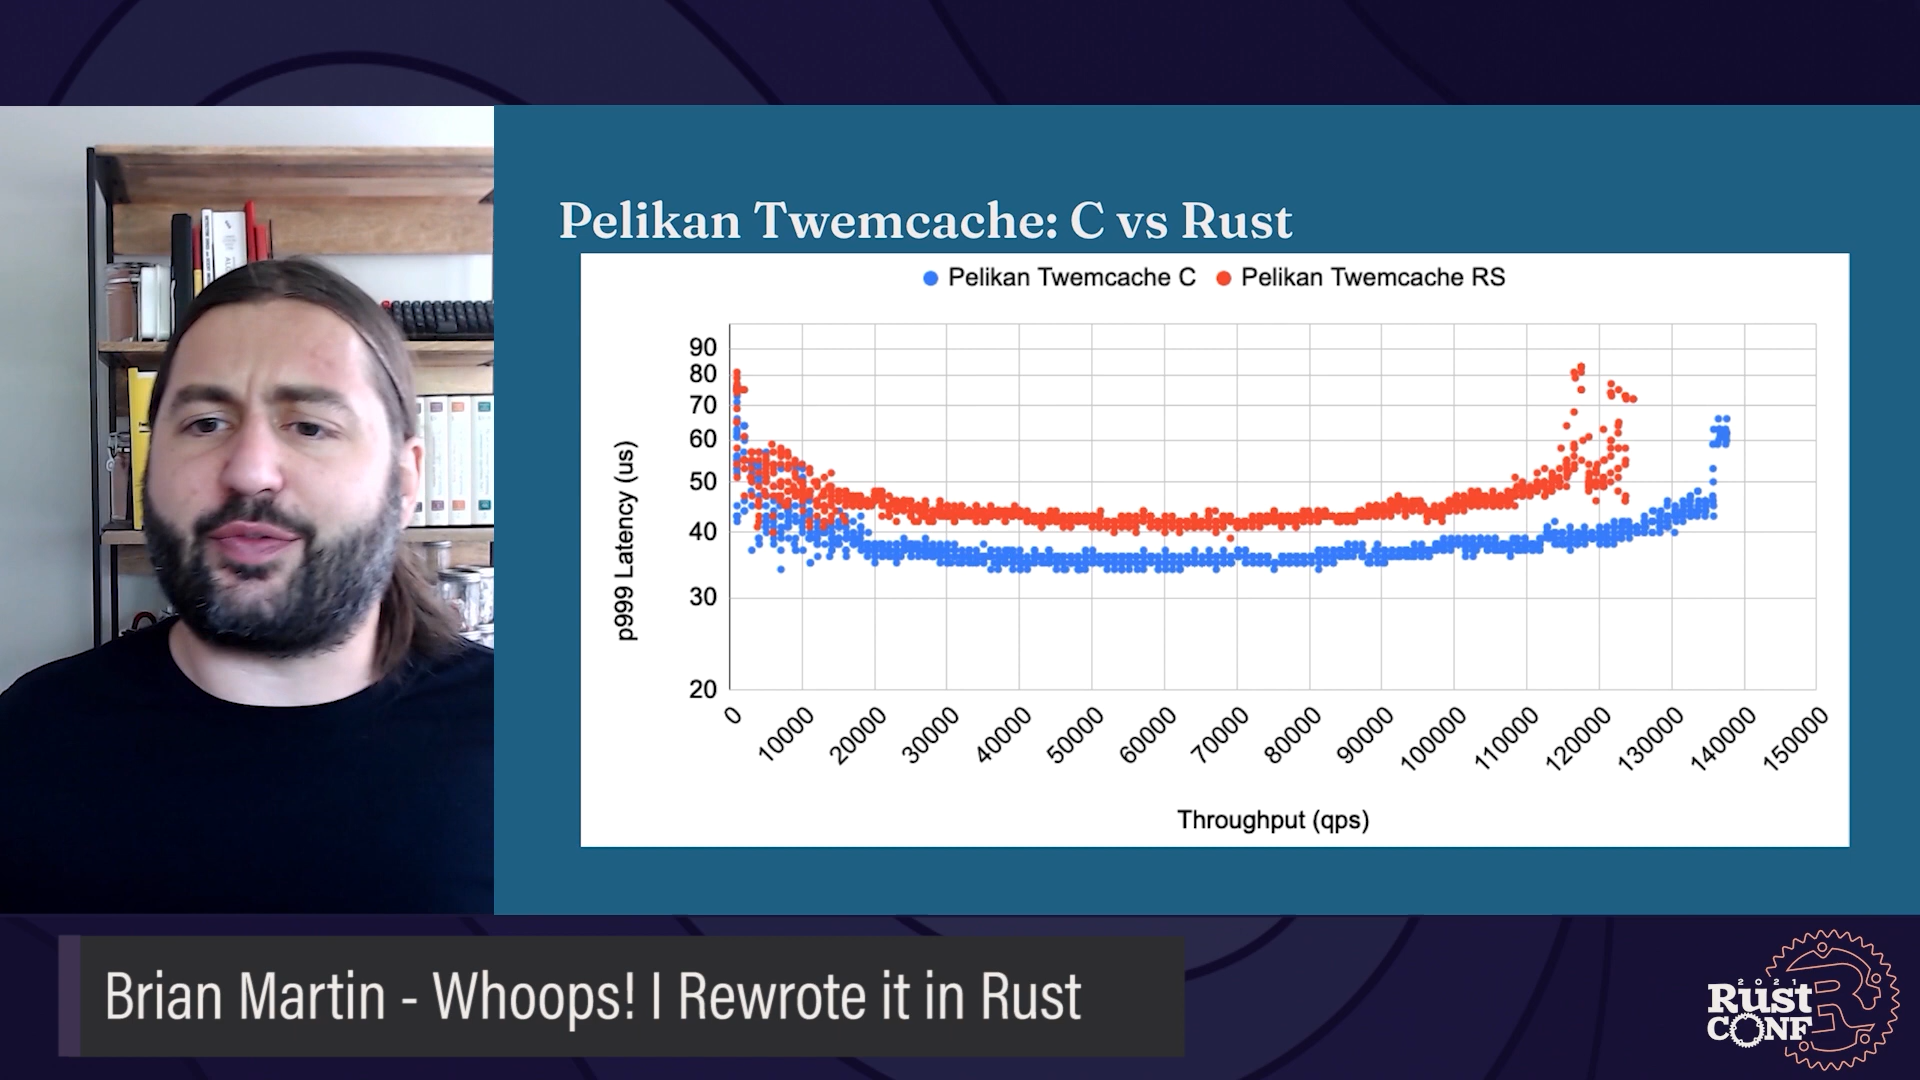 Pelikan Twemcache: C vs Rust
Pelikan Twemcache C
Pelikan Twemcache RS
p999 Latency (us)
90
80
70
60
50
40
30
20
0
10000
20000
30000
40000
50000
60000
70000
80000
90000
100000
110000
120000
130000
140000
150000
Throughput (qps)
Brian Martin - Whoops! I Rewrote it in Rust
2021
Rust
CONF
R